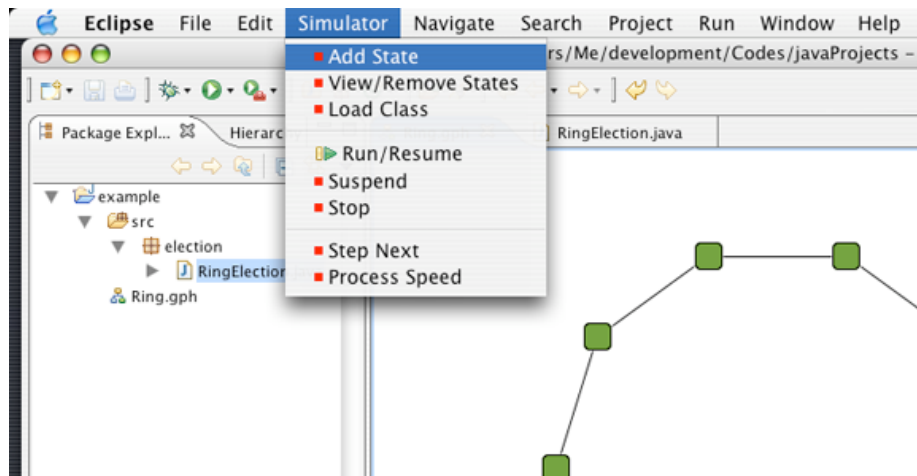 Eclipse File Edit Simulator Navigate Search Project Run Window Help
rs/Me/development/Codes/javaProjects –
Add State
View/Remove States
Load Class
Run/Resume
Suspend
Stop
Step Next
Process Speed
Package Expl... Hierarc
RingElection.java
example
src
election
RingElection
Ring.gph